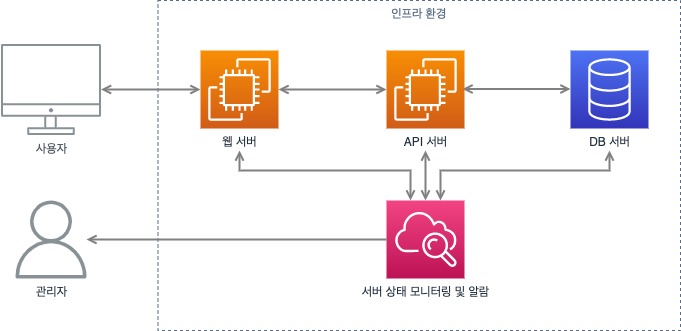 인프라 환경
사용자
웹 서버
API 서버
DB 서버
관리자
서버 상태 모니터링 및 알람